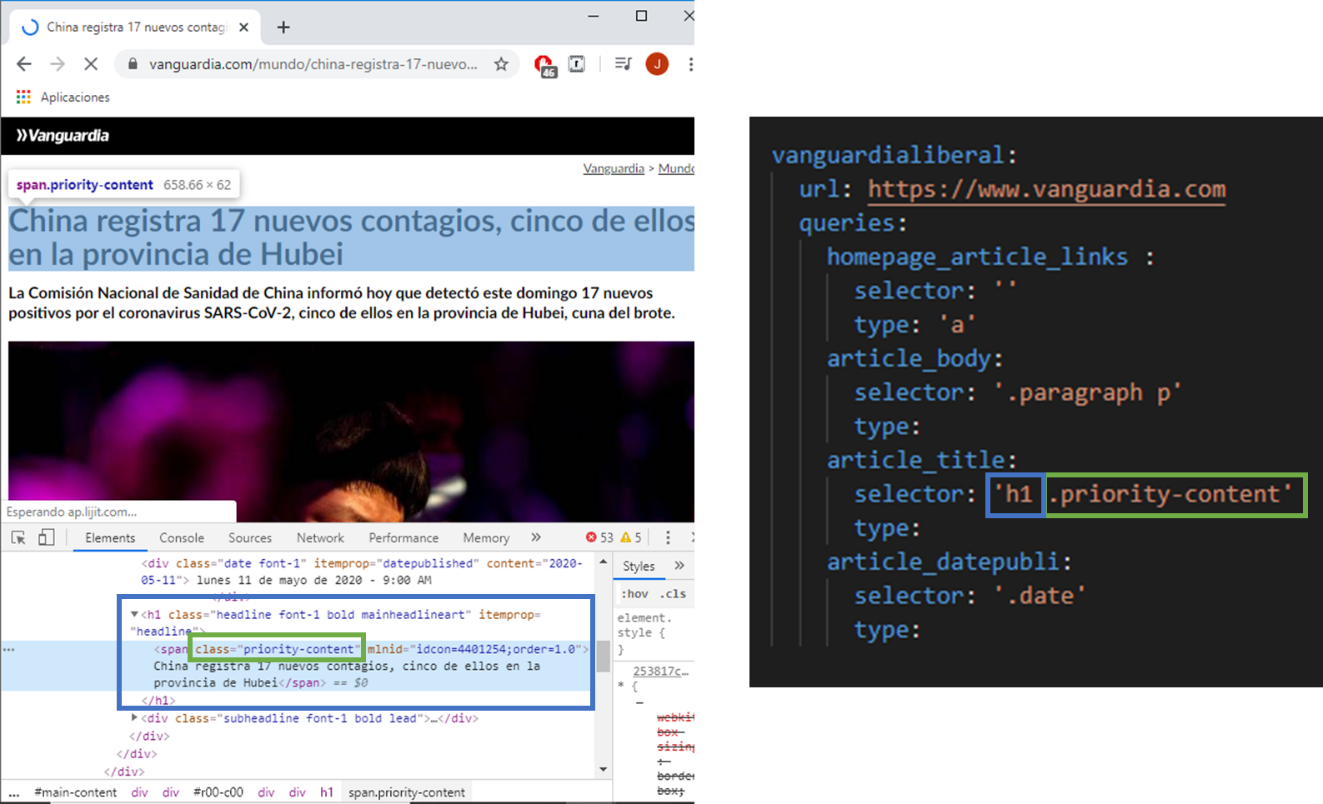 China registra 17 nuevos contag
vanguardia.com/mundo/china-registra-17-nuevo...
46
J
Aplicaciones
Vanguardia
Vanguardia > Mundo
span.priority-content 658.66 × 62
China registra 17 nuevos contagios, cinco de ellos
en la provincia de Hubei
La Comisión Nacional de Sanidad de China informó hoy que detectó este domingo 17 nuevos
positivos por el coronavirus SARS-CoV-2, cinco de ellos en la provincia de Hubei, cuna del brote.
Esperando ap.lijit.com...
Elements Console Sources Network Performance Memory » 53 5
<div class="date font-1" itemprop="datepublished" content="2020-
05-11"> lunes 11 de mayo de 2020 - 9:00 AM
</div>
▼<h1 class="headline font-1 bold mainheadlineart" itemprop=
"headline">
... <span class="priority-content" mlnid="idcon=4401254;order=1.0">
China registra 17 nuevos contagios, cinco de ellos en la
provincia de Hubei</span> == $0
</h1>
▶<div class="subheadline font-1 bold lead">…</div>
</div>
</div>
</div>
... #main-content div div #r00-c00 div div h1 span.priority-content
Styles »
:hov .cls
element.
style {
}
253817c…
* {
webkit
box-
sizing
:
border
box;
vanguardialiberal:
url: https://www.vanguardia.com
queries:
homepage_article_links :
selector: ''
type: 'a'
article_body:
selector: '.paragraph p'
type:
article_title:
selector: 'h1 .priority-content'
type:
article_datepubli:
selector: '.date'
type: